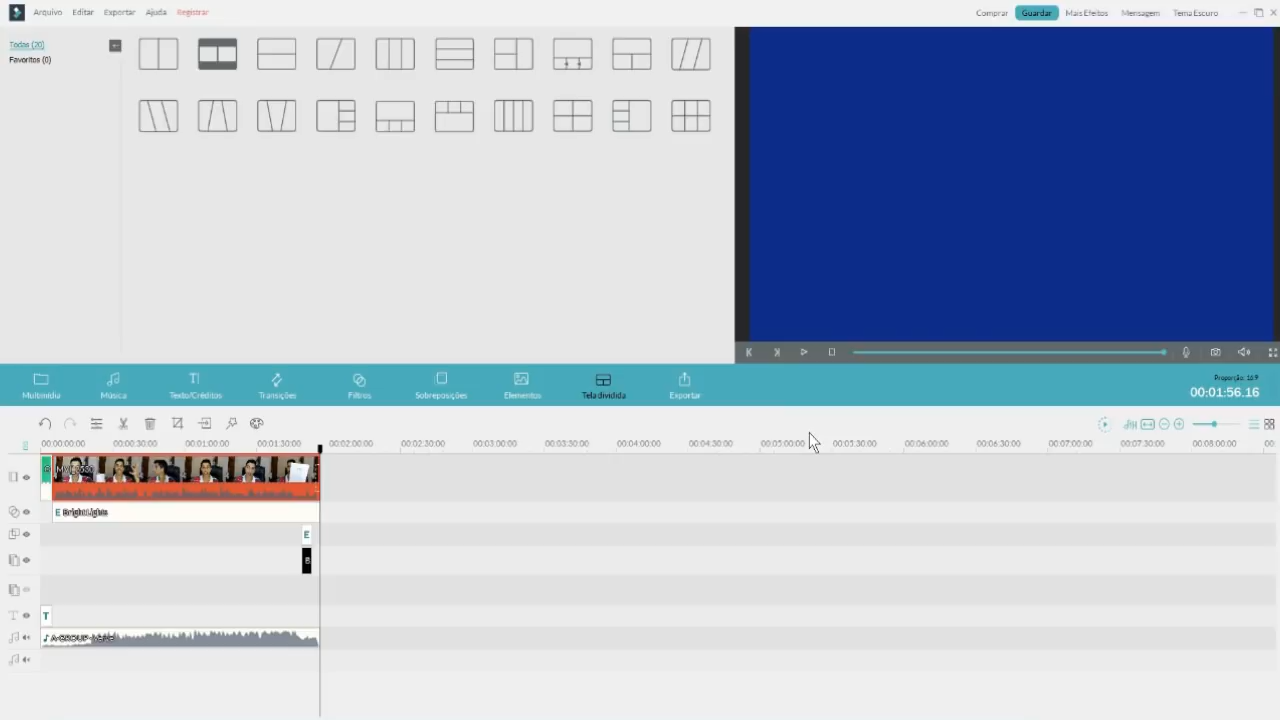 Arquivo Editar Exportar Ajuda Registrar Comprar Guardar Mais Efeitos Mensagem Tema Escuro
Todas (20)
Favoritos (0)
Proporção: 16:9
Multimídia Música Texto/Créditos Transições Filtros Sobreposições Elementos Tela dividida Exportar
00:01:56.16
00:00:00:00 00:00:30:00 00:01:00:00 00:01:30:00 00:02:00:00 00:02:30:00 00:03:00:00 00:03:30:00 00:04:00:00 00:04:30:00 00:05:00:00 00:05:30:00 00:06:00:00 00:06:30:00 00:07:00:00 00:07:30:00 00:08:00:00 00:
E Bright Lights
E
B
T